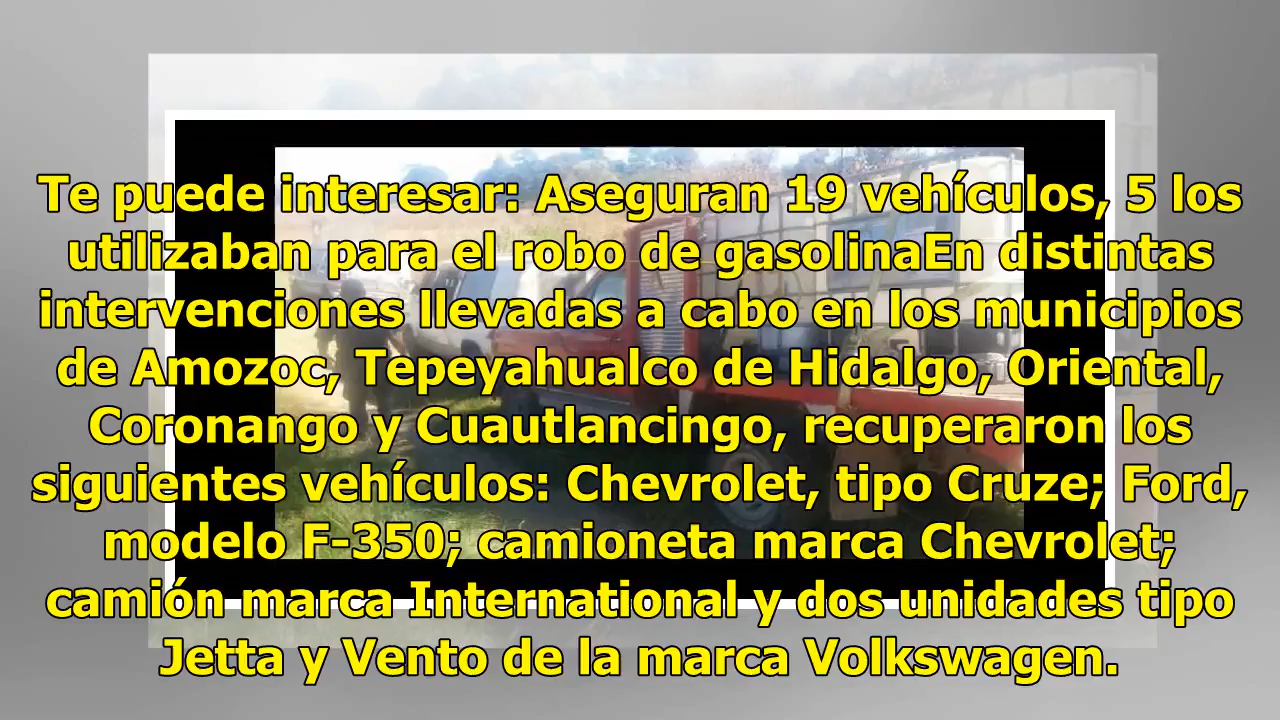 Te puede interesar: Aseguran 19 vehículos, 5 los
utilizaban para el robo de gasolinaEn distintas
intervenciones llevadas a cabo en los municipios
de Amozoc, Tepeyahualco de Hidalgo, Oriental,
Coronango y Cuautlancingo, recuperaron los
siguientes vehículos: Chevrolet, tipo Cruze; Ford,
modelo F-350; camioneta marca Chevrolet;
camión marca International y dos unidades tipo
Jetta y Vento de la marca Volkswagen.